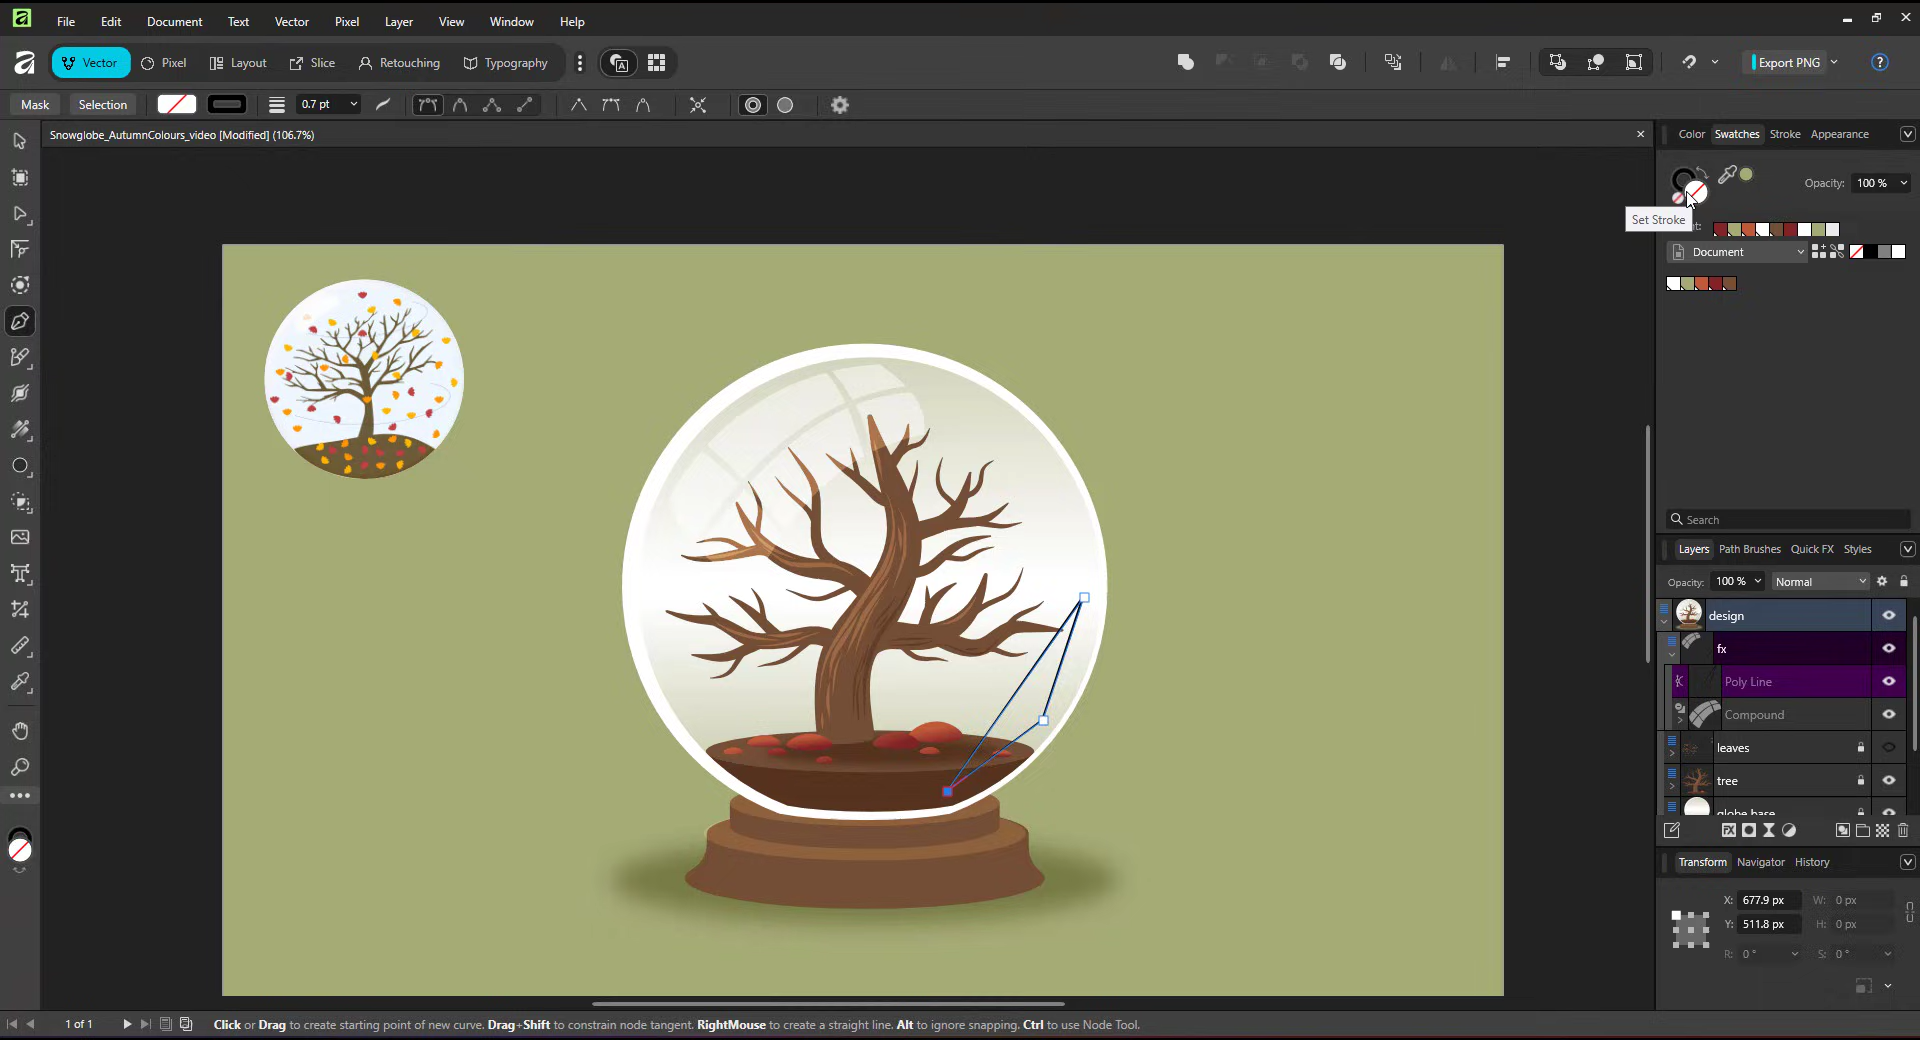 File Edit Document Text Vector Pixel Layer View Window Help
Vector Pixel Layout Slice Retouching Typography Export PNG
Mask Selection 0.7 pt
Snowglobe_AutumnColours_video [Modified] (106.7%)
Color Swatches Stroke Appearance
Opacity: 100 %
Set Stroke
Document
Search
Layers Path Brushes Quick FX Styles
Opacity: 100 % Normal
design
fx
Poly Line
Compound
leaves
tree
globe base
FX
Transform Navigator History
X: 677.9 px W: 0 px
Y: 511.8 px H: 0 px
R: 0 ° S: 0 °
1 of 1 Click or Drag to create starting point of new curve. Drag+Shift to constrain node tangent. RightMouse to create a straight line. Alt to ignore snapping. Ctrl to use Node Tool.